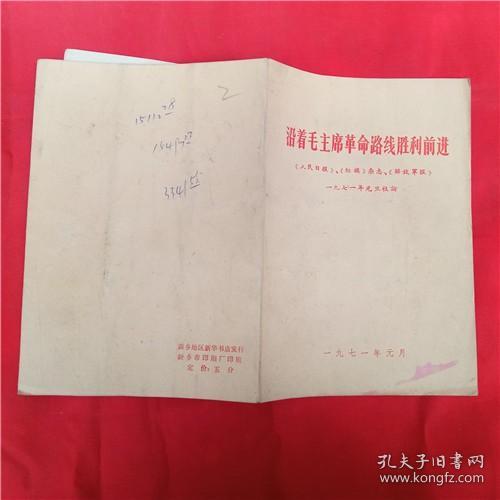 沿着毛主席革命路线胜利前进
《人民日报》、《红旗》杂志、《解放军报》
一九七一年元旦社论
一九七一年元月
2
新乡地区新华书店发行
新乡市印刷厂印刷
定价:五分
孔夫子旧书网
kongfz.com